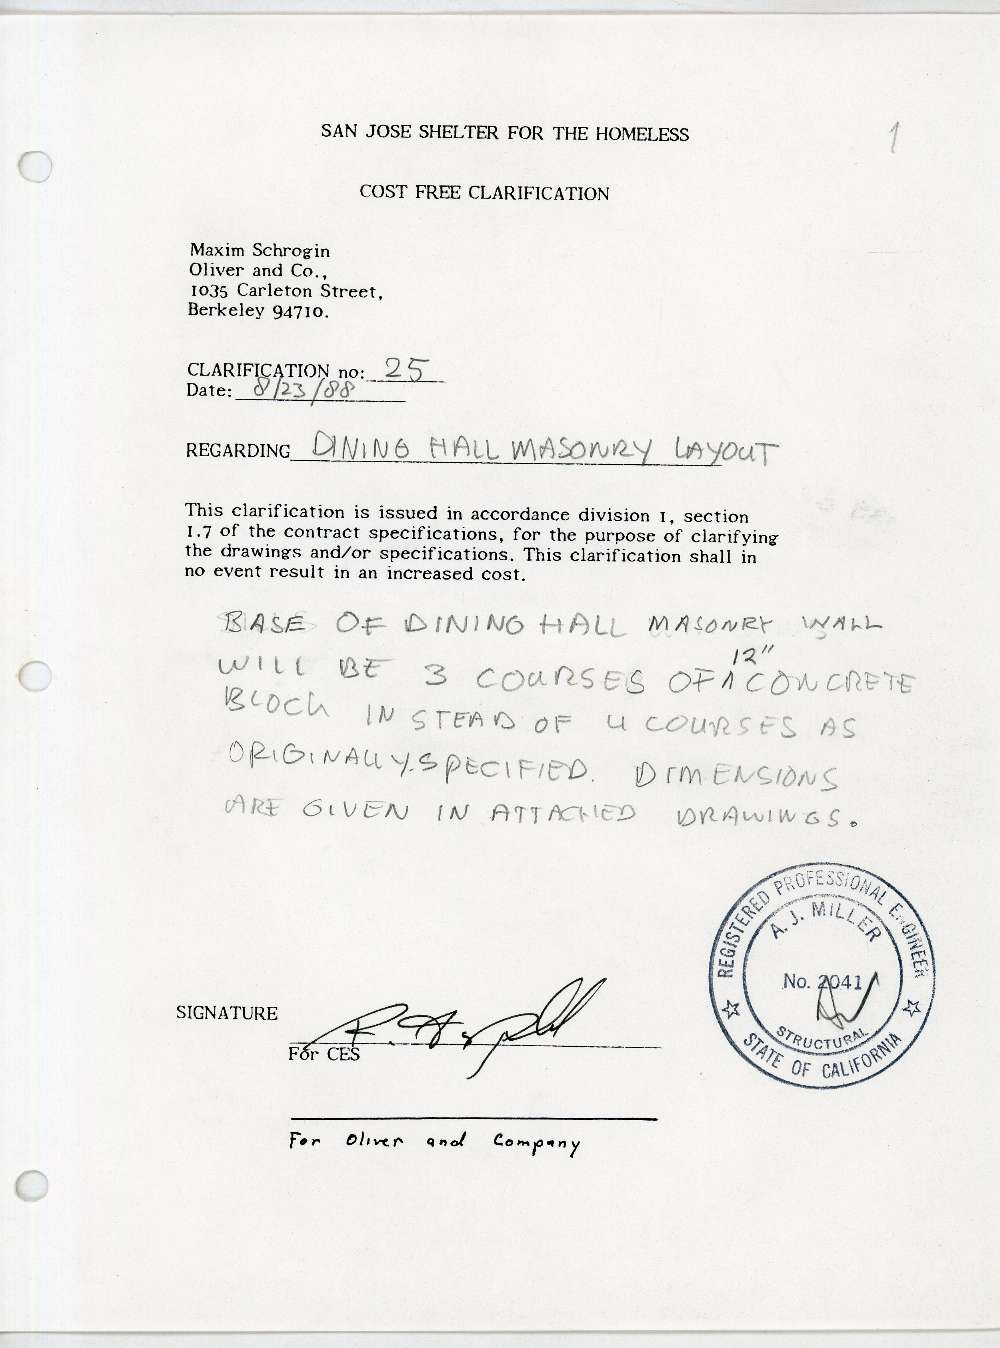 SAN JOSE SHELTER FOR THE HOMELESS
1
COST FREE CLARIFICATION
Maxim Schrogin
Oliver and Co.,
1035 Carleton Street,
Berkeley 94710.
CLARIFICATION no: 25
Date: 8/23/88
REGARDING DINING HALL MASONRY LAYOUT
This clarification is issued in accordance division 1, section
1.7 of the contract specifications, for the purpose of clarifying
the drawings and/or specifications. This clarification shall in
no event result in an increased cost.
BASE OF DINING HALL MASONRY WALL
WILL BE 3 COURSES OF 12" CONCRETE
BLOCK IN STEAD OF 4 COURSES AS
ORIGINALLY SPECIFIED. DIMENSIONS
ARE GIVEN IN ATTACHED DRAWINGS.
REGISTERED PROFESSIONAL ENGINEER
A. J. MILLER
No. 2041
STRUCTURAL
STATE OF CALIFORNIA
SIGNATURE
For CES
For Oliver and Company